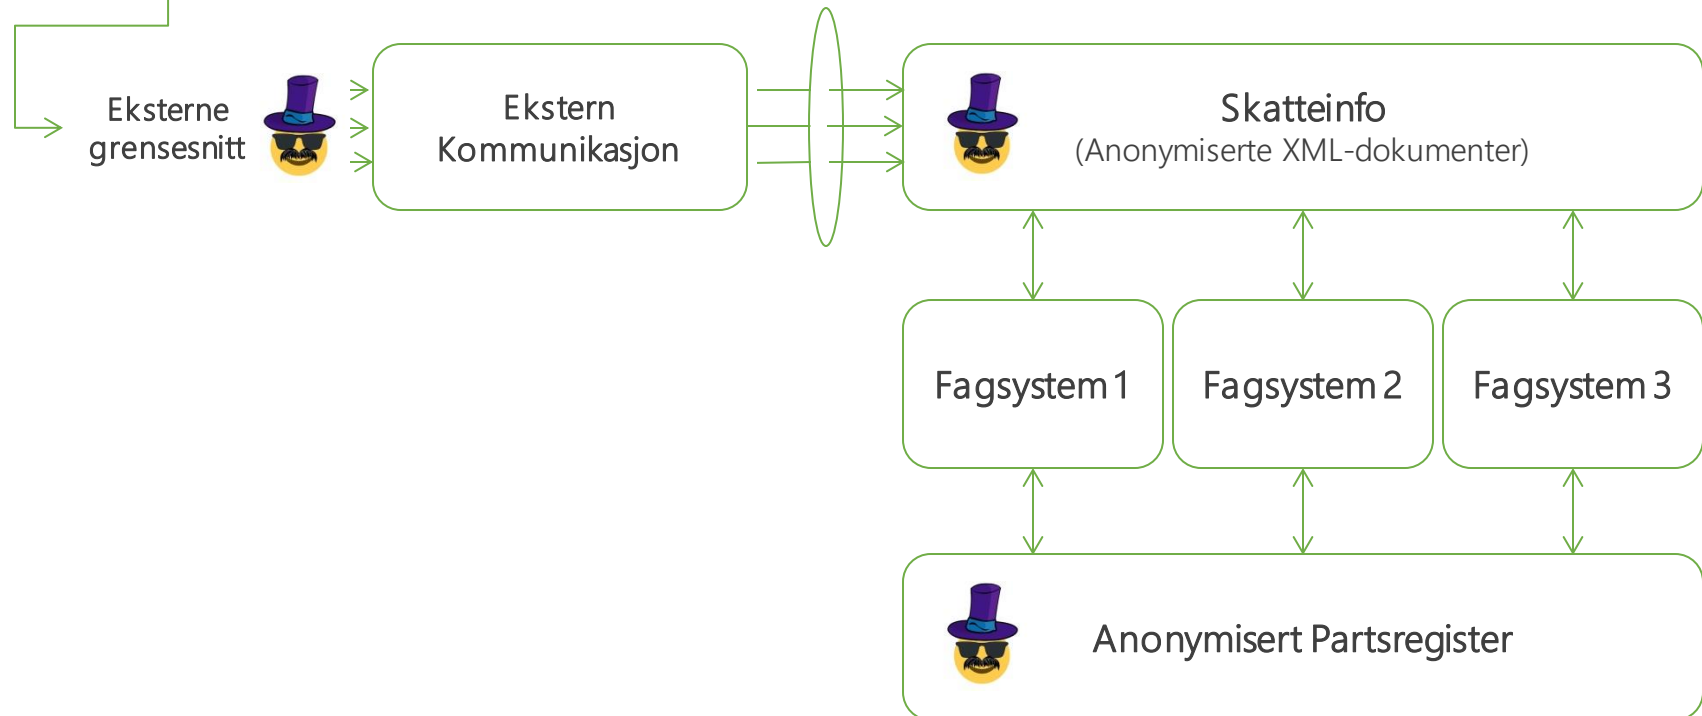 Eksterne
grensesnitt
Ekstern
Kommunikasjon
Skatteinfo
(Anonymiserte XML-dokumenter)
Fagsystem 1
Fagsystem 2
Fagsystem 3
Anonymisert Partsregister